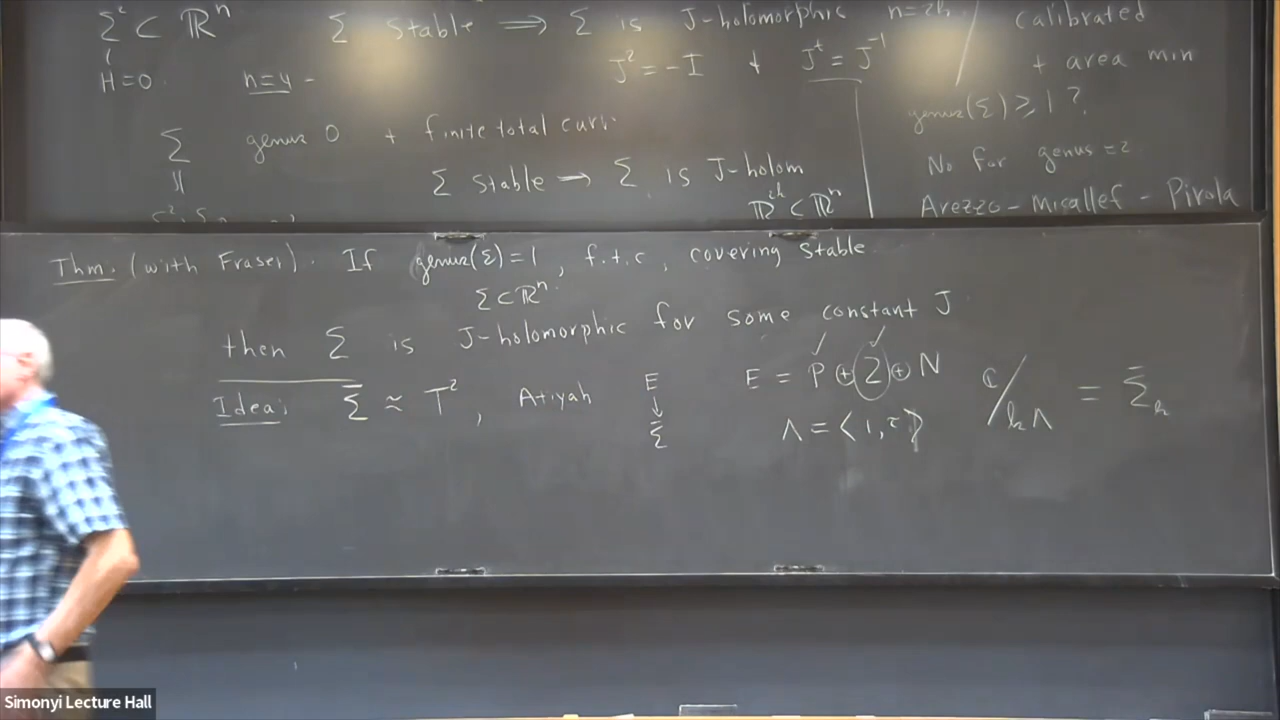 Σ² ⊂ ℝⁿ   Σ stable ⟹ Σ is J-holomorphic   n=2k
H=0   n=4 –   J² = -I + Jᵗ = J⁻¹
Σ genus 0 + finite total curv.
Σ stable → Σ is J-holom
ℝ²ᵏ ⊂ ℝⁿ
calibrated
+ area min
genus(Σ) ≥ 1 ?
No for genus = 2
Arezzo – Micallef – Pirola
Thm. (with Fraser). If genus(Σ) = 1, f.t.c, covering stable
Σ ⊂ ℝⁿ.
then Σ is J-holomorphic for some constant J
Idea: Σ̄ ≈ T², Atiyah E ↓ Σ̄   E = P ⊕ Z ⊕ N   ℂ/kΛ = Σ̄ₖ
Λ = ⟨1, τ⟩
Simonyi Lecture Hall